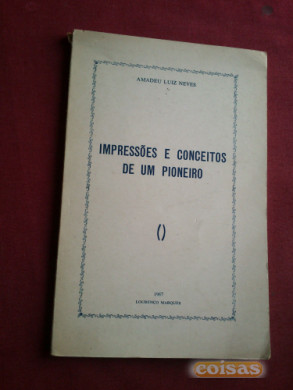 AMADEU LUIZ NEVES
IMPRESSÕES E CONCEITOS
DE UM PIONEIRO
()
1967
LOURENÇO MARQUES
coisas